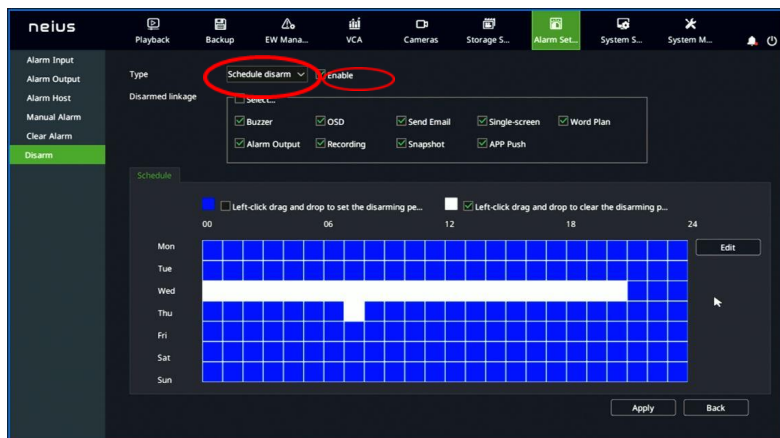 neius
Playback Backup EW Mana... VCA Cameras Storage S... Alarm Set... System S... System M...
Alarm Input
Alarm Output
Alarm Host
Manual Alarm
Clear Alarm
Disarm
Type Schedule disarm Enable
Disarmed linkage Select...
Buzzer OSD Send Email Single-screen Word Plan
Alarm Output Recording Snapshot APP Push
Schedule
Left-click drag and drop to set the disarming pe... Left-click drag and drop to clear the disarming p...
00 06 12 18 24
Mon Edit
Tue
Wed
Thu
Fri
Sat
Sun
Apply Back